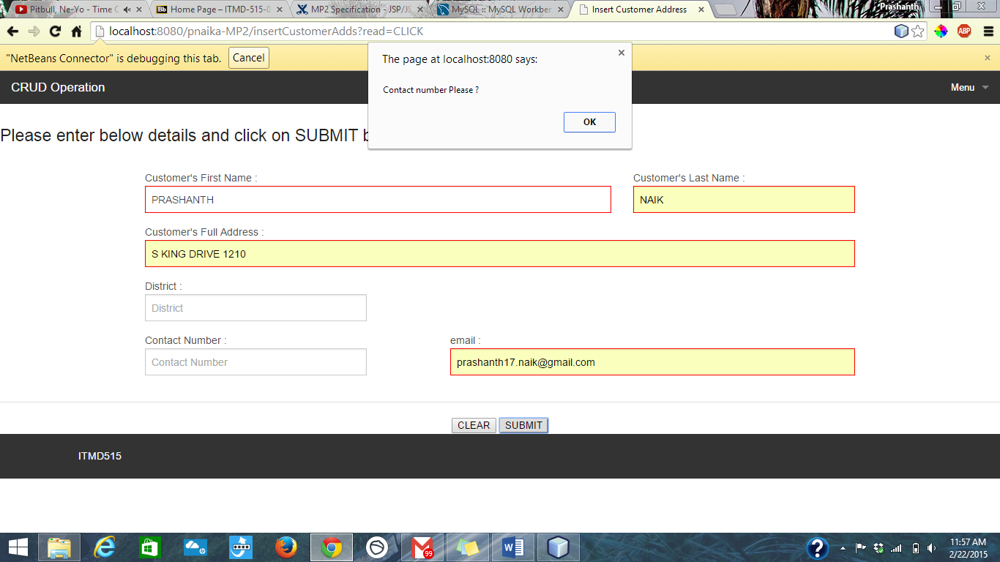 Pitbull, Ne-Yo - Time
Home Page – ITMD-515-0
MP2 Specification - JSP/JS
MySQL :: MySQL Workber
Insert Customer Address
Prashanth
localhost:8080/pnaika-MP2/insertCustomerAdds?read=CLICK
ABP
"NetBeans Connector" is debugging this tab. Cancel
The page at localhost:8080 says:
Contact number Please ?
OK
CRUD Operation
Menu
Please enter below details and click on SUBMIT
Customer's First Name :
Customer's Last Name :
PRASHANTH
NAIK
Customer's Full Address :
S KING DRIVE 1210
District :
District
Contact Number :
email :
Contact Number
prashanth17.naik@gmail.com
CLEAR SUBMIT
ITMD515
99
11:57 AM
2/22/2015